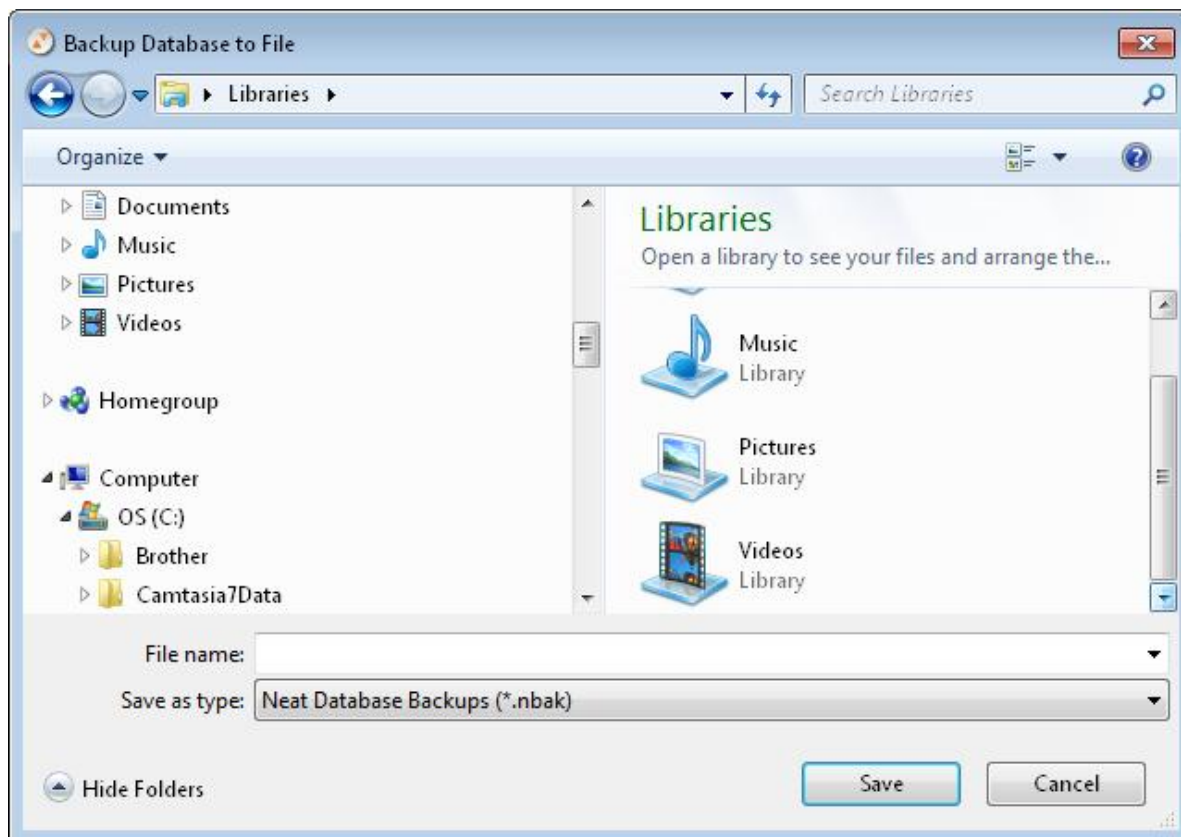 Backup Database to File
Libraries
Search Libraries
Organize
Documents
Music
Pictures
Videos
Homegroup
Computer
OS (C:)
Brother
Camtasia7Data
Libraries
Open a library to see your files and arrange the...
Music
Library
Pictures
Library
Videos
Library
File name:
Save as type: Neat Database Backups (*.nbak)
Hide Folders
Save
Cancel